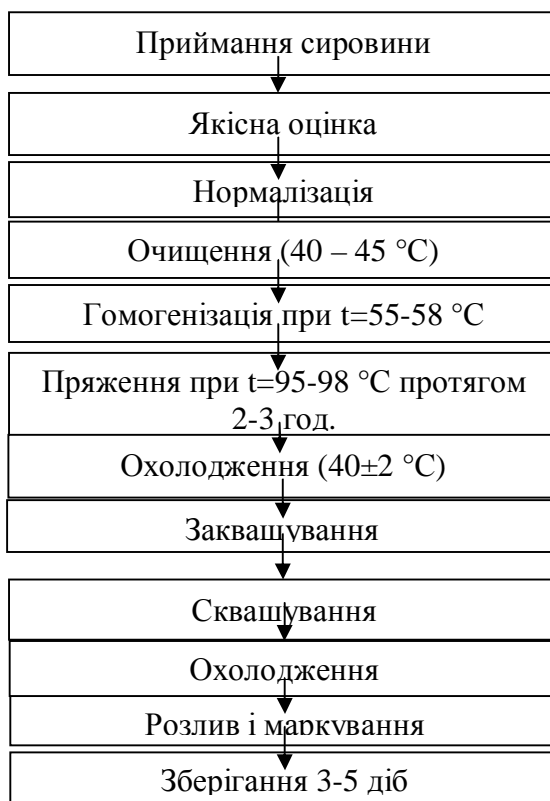 Приймання сировини
Якісна оцінка
Нормалізація
Очищення (40 – 45 °С)
Гомогенізація при t=55-58 °С
Пряження при t=95-98 °С протягом
2-3 год.
Охолодження (40±2 °С)
Заквашування
Сквашування
Охолодження
Розлив і маркування
Зберігання 3-5 діб